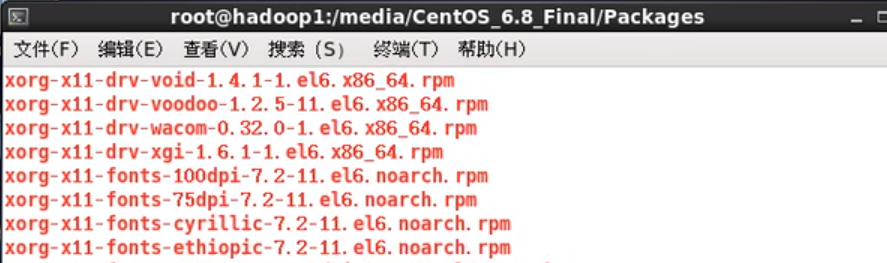 root@hadoop1:/media/CentOS_6.8_Final/Packages
文件(F) 编辑(E) 查看(V) 搜索 (S) 终端(T) 帮助(H)
xorg-x11-drv-void-1.4.1-1.el6.x86_64.rpm
xorg-x11-drv-voodoo-1.2.5-11.el6.x86_64.rpm
xorg-x11-drv-wacom-0.32.0-1.el6.x86_64.rpm
xorg-x11-drv-xgi-1.6.1-1.el6.x86_64.rpm
xorg-x11-fonts-100dpi-7.2-11.el6.noarch.rpm
xorg-x11-fonts-75dpi-7.2-11.el6.noarch.rpm
xorg-x11-fonts-cyrillic-7.2-11.el6.noarch.rpm
xorg-x11-fonts-ethiopic-7.2-11.el6.noarch.rpm